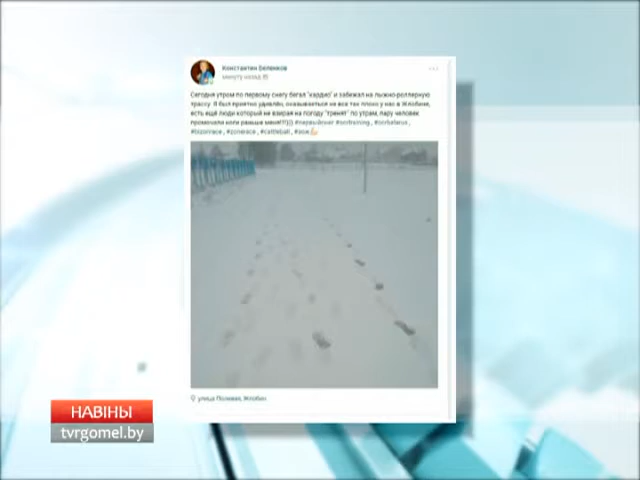 Константин Беленков
минуту назад
Сегодня утром по первому снегу бегал "кардио" и забежал на лыжно-роллерную
трассу. Я был приятно удивлён, оказывается не все так плохо у нас в Жлобине,
есть ещё люди который не взирая на погоду "тренят" по утрам, пару человек
промочили ноги раньше меня!!!)))
улица Полевая, Жлобин
НАВІНЫ
tvrgomel.by